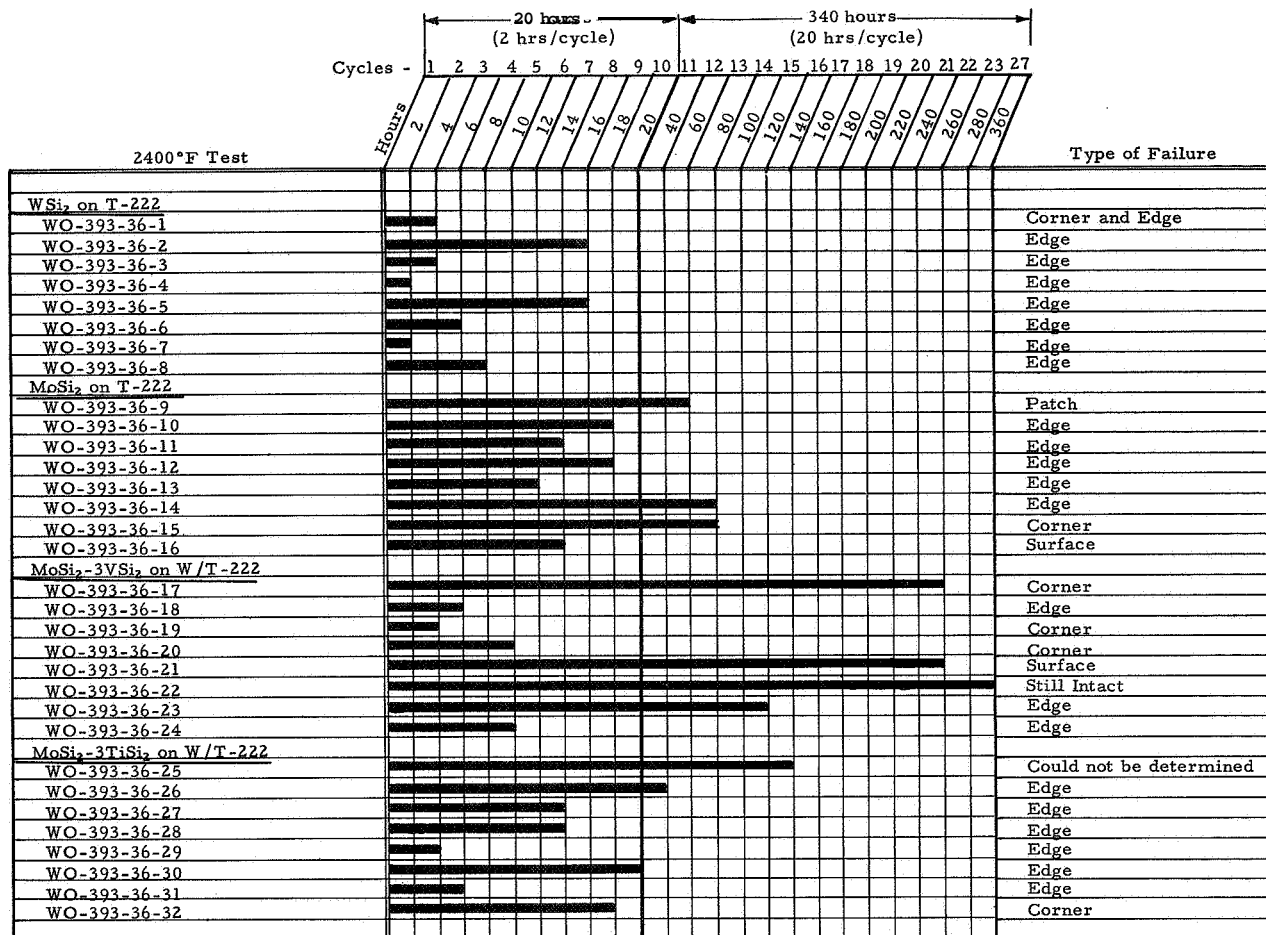 20 hours
340 hours
(2 hrs/cycle)
(20 hrs/cycle)
Cycles - 1 2 3 4 5 6 7 8 9 10 11 12 13 14 15 16 17 18 19 20 21 22 23 27
Hours 2 4 6 8 10 12 14 16 18 20 40 60 80 100 120 140 160 180 200 220 240 260 280 360
2400°F Test Type of Failure
WSi₂ on T-222
WO-393-36-1 Corner and Edge
WO-393-36-2 Edge
WO-393-36-3 Edge
WO-393-36-4 Edge
WO-393-36-5 Edge
WO-393-36-6 Edge
WO-393-36-7 Edge
WO-393-36-8 Edge
MoSi₂ on T-222
WO-393-36-9 Patch
WO-393-36-10 Edge
WO-393-36-11 Edge
WO-393-36-12 Edge
WO-393-36-13 Edge
WO-393-36-14 Edge
WO-393-36-15 Corner
WO-393-36-16 Surface
MoSi₂-3VSi₂ on W/T-222
WO-393-36-17 Corner
WO-393-36-18 Edge
WO-393-36-19 Corner
WO-393-36-20 Corner
WO-393-36-21 Surface
WO-393-36-22 Still Intact
WO-393-36-23 Edge
WO-393-36-24 Edge
MoSi₂-3TiSi₂ on W/T-222
WO-393-36-25 Could not be determined
WO-393-36-26 Edge
WO-393-36-27 Edge
WO-393-36-28 Edge
WO-393-36-29 Edge
WO-393-36-30 Edge
WO-393-36-31 Edge
WO-393-36-32 Corner